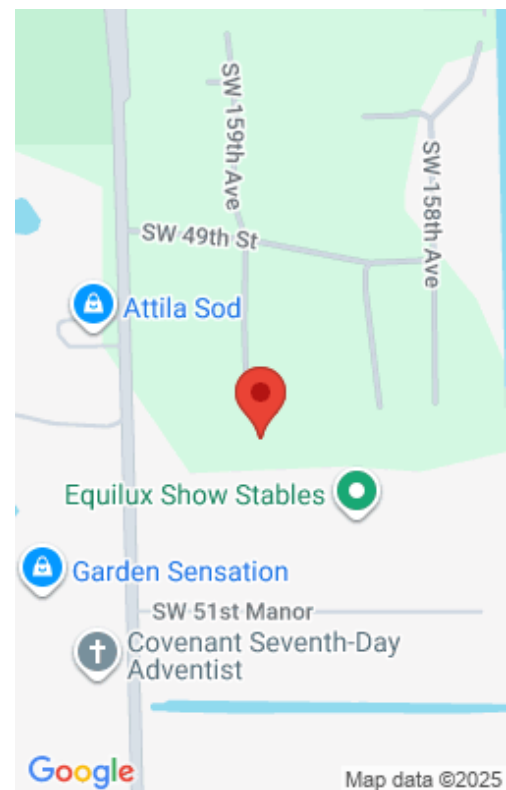 SW 159th Ave
SW 158th Ave
SW 49th St
Attila Sod
Equilux Show Stables
Garden Sensation
SW 51st Manor
Covenant Seventh-Day
Adventist
Google
Map data ©2025